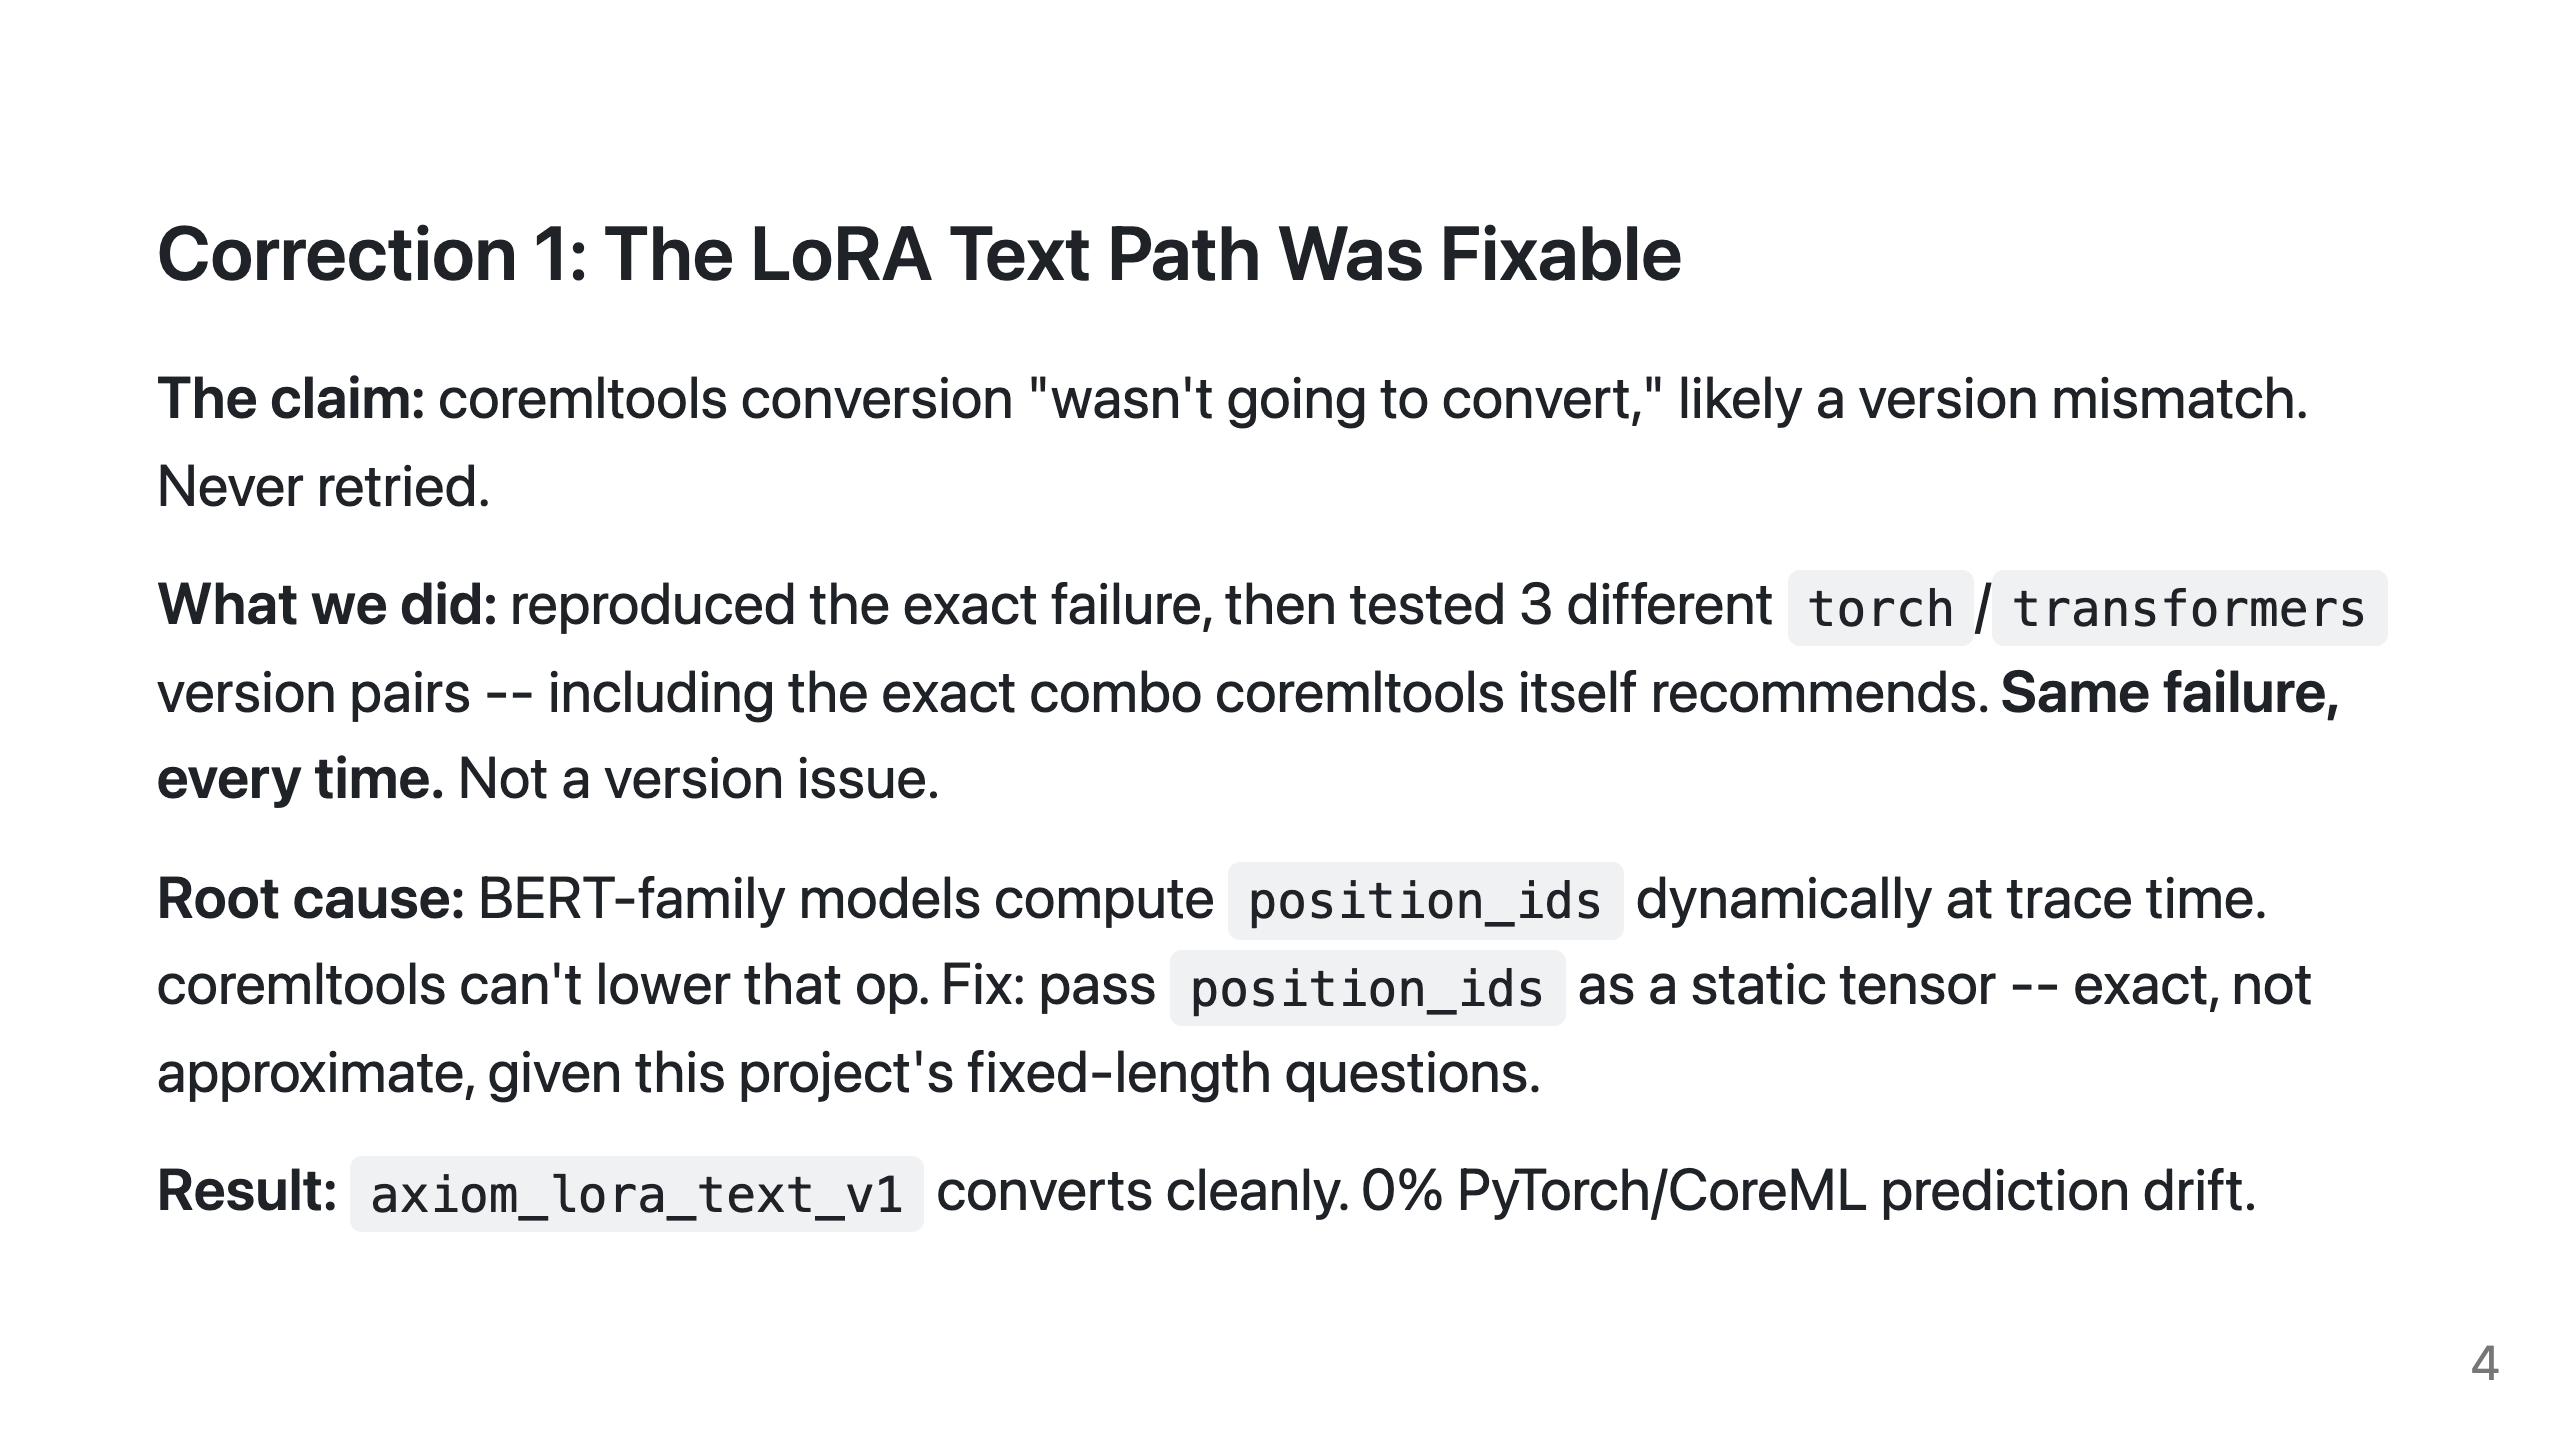 Correction 1: The LoRA Text Path Was Fixable
The claim: coremltools conversion "wasn't going to convert," likely a version mismatch.
Never retried.
What we did: reproduced the exact failure, then tested 3 different torch/transformers
version pairs -- including the exact combo coremltools itself recommends. Same failure,
every time. Not a version issue.
Root cause: BERT-family models compute position_ids dynamically at trace time.
coremltools can't lower that op. Fix: pass position_ids as a static tensor -- exact, not
approximate, given this project's fixed-length questions.
Result: axiom_lora_text_v1 converts cleanly. 0% PyTorch/CoreML prediction drift.
4